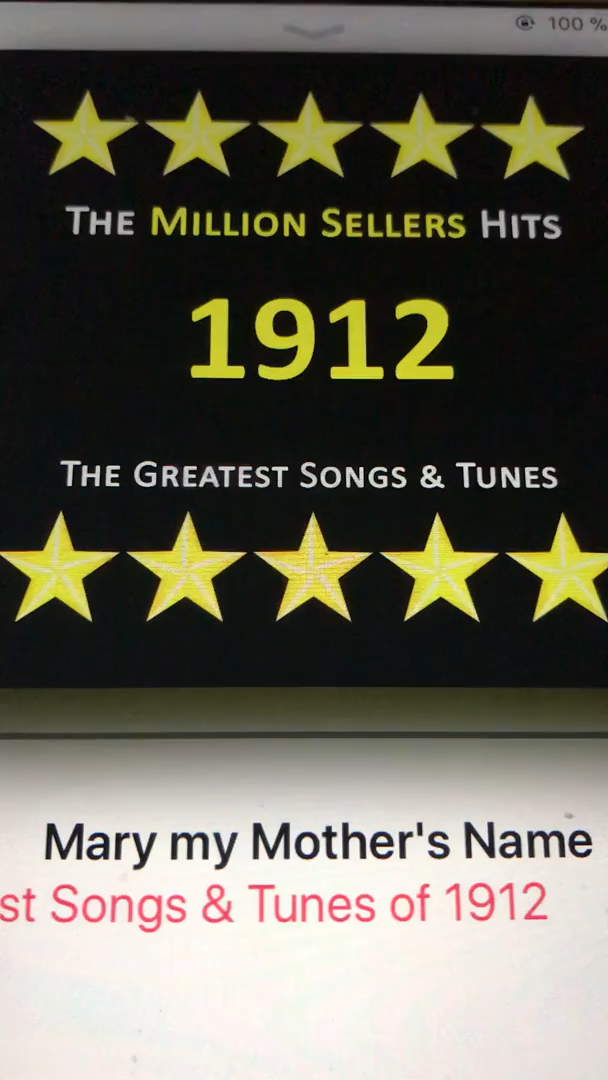 100 %
The Million Sellers Hits
1912
The Greatest Songs & Tunes
Mary my Mother's Name
st Songs & Tunes of 1912